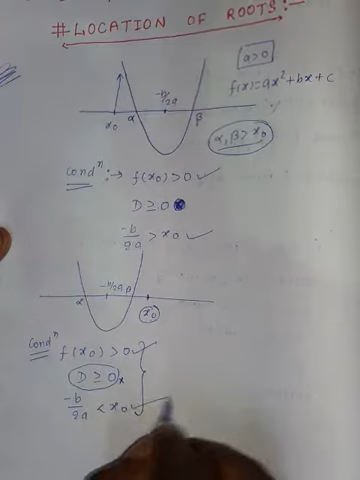 # LOCATION OF ROOTS:-
a>0
f(x)=ax²+bx+c
-b/2a
x₀ α β
α, β > x₀
Condⁿ :→ f(x₀) > 0 ✓
D ≥ 0
-b/2a > x₀ ✓
α -b/2a β x₀
Condⁿ f(x₀) > 0 ✓
D ≥ 0
-b/2a < x₀ ✓